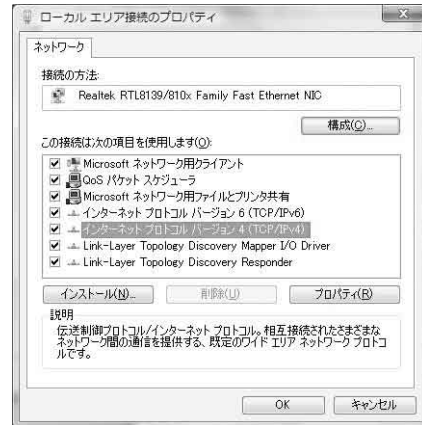 ローカル エリア接続のプロパティ
ネットワーク
接続の方法:
Realtek RTL8139/810x Family Fast Ethernet NIC
構成(C)...
この接続は次の項目を使用します(O):
Microsoft ネットワーク用クライアント
QoS パケット スケジューラ
Microsoft ネットワーク用ファイルとプリンタ共有
インターネット プロトコル バージョン 6 (TCP/IPv6)
インターネット プロトコル バージョン 4 (TCP/IPv4)
Link-Layer Topology Discovery Mapper I/O Driver
Link-Layer Topology Discovery Responder
インストール(N)... 削除(U) プロパティ(R)
説明
伝送制御プロトコル/インターネット プロトコル。相互接続されたさまざまな
ネットワーク間の通信を提供する、既定のワイド エリア ネットワーク プロトコ
ルです。
OK キャンセル